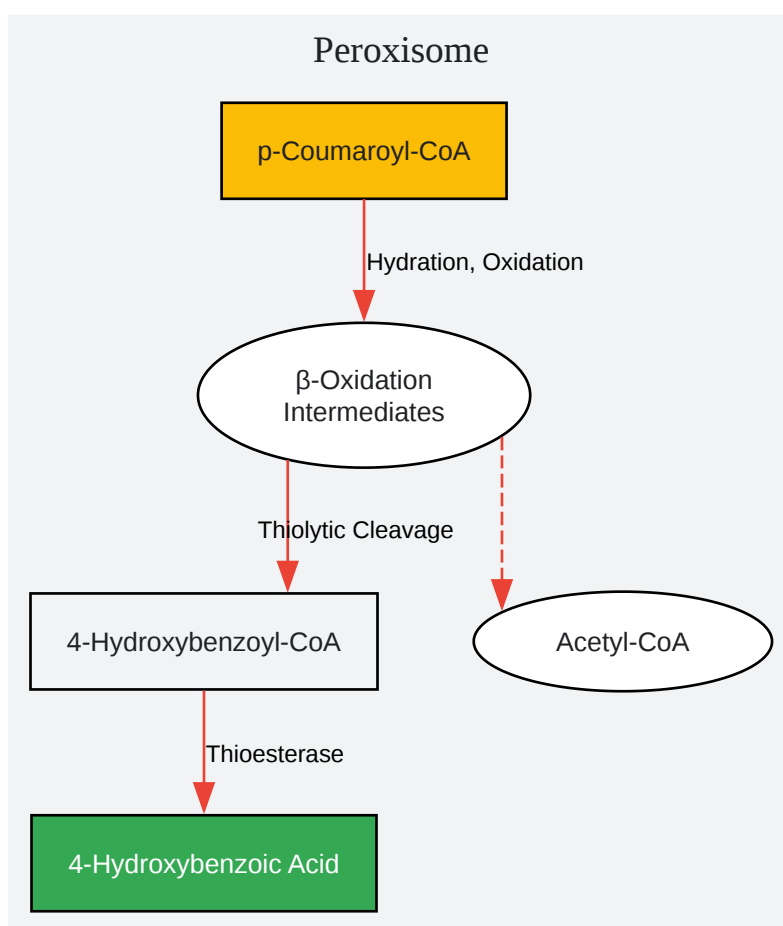 Peroxisome
p-Coumaroyl-CoA
Hydration, Oxidation
β-Oxidation
Intermediates
Thiolytic Cleavage
4-Hydroxybenzoyl-CoA
Acetyl-CoA
Thioesterase
4-Hydroxybenzoic Acid